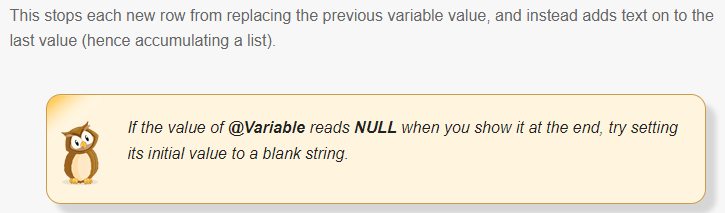 This stops each new row from replacing the previous variable value, and instead adds text on to the
last value (hence accumulating a list).
If the value of @Variable reads NULL when you show it at the end, try setting
its initial value to a blank string.